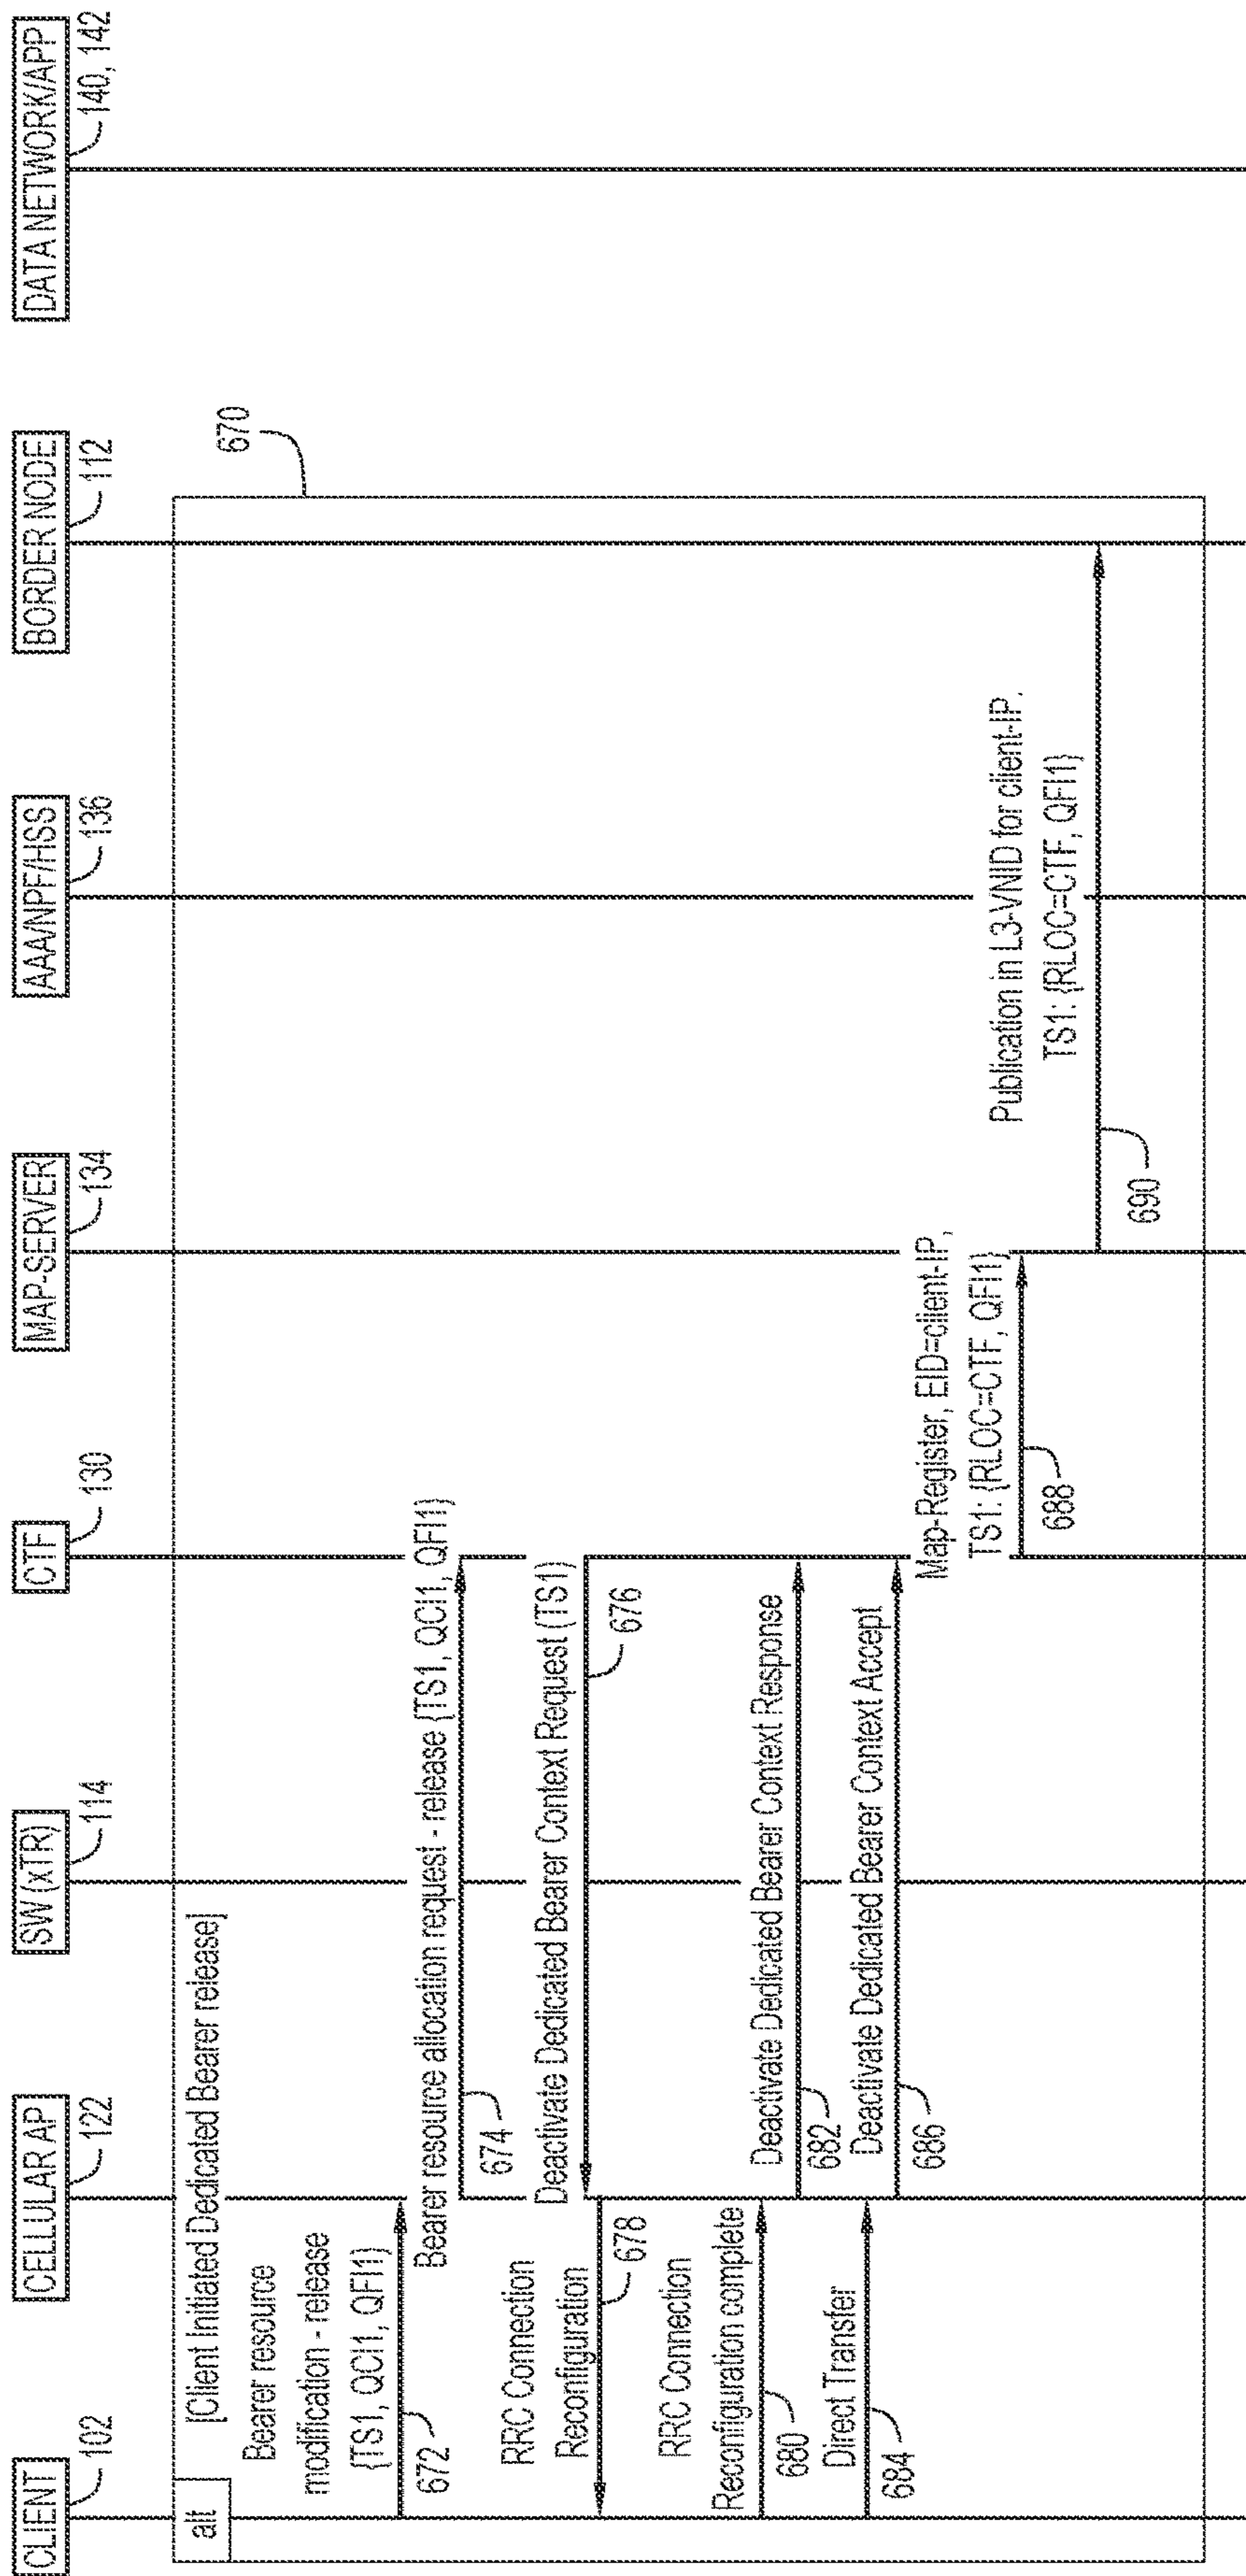 CLIENT
102
CELLULAR AP
122
SW (xTR)
114
CTF
130
MAP-SERVER
134
AAA/NPF/HSS
136
BORDER NODE
112
DATA NETWORK/APP
140, 142
alt
[Client Initiated Dedicated Bearer release]
670
Bearer resource
modification - release
{TS1, QCI1, QFI1}
672
Bearer resource allocation request - release {TS1, QCI1, QFI1}
674
Deactivate Dedicated Bearer Context Request (TS1)
676
RRC Connection
Reconfiguration
678
RRC Connection
Reconfiguration complete
680
Deactivate Dedicated Bearer Context Response
682
Direct Transfer
684
Deactivate Dedicated Bearer Context Accept
686
Map-Register, EID=client-IP,
TS1: {RLOC=CTF, QFI1}
688
Publication in L3-VNID for client-IP.
TS1: {RLOC=CTF, QFI1}
690